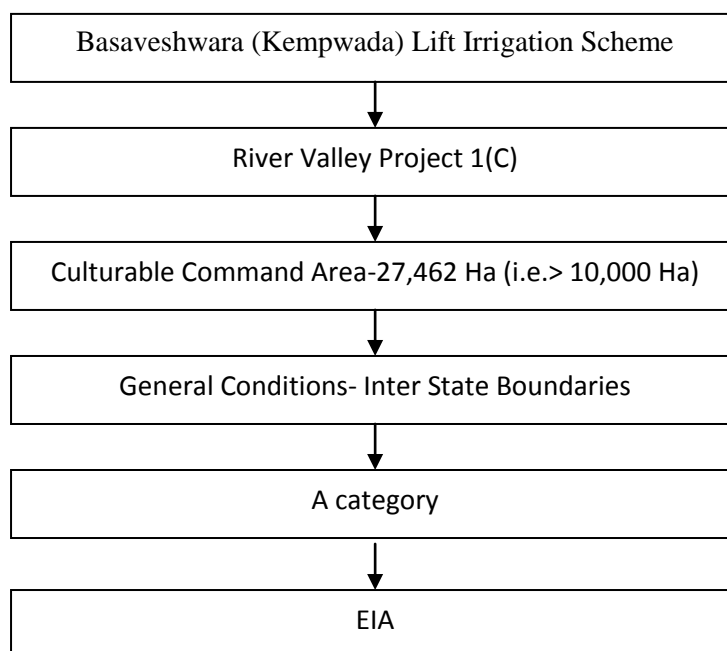 Basaveshwara (Kempwada) Lift Irrigation Scheme
River Valley Project 1(C)
Culturable Command Area-27,462 Ha (i.e.> 10,000 Ha)
General Conditions- Inter State Boundaries
A category
EIA